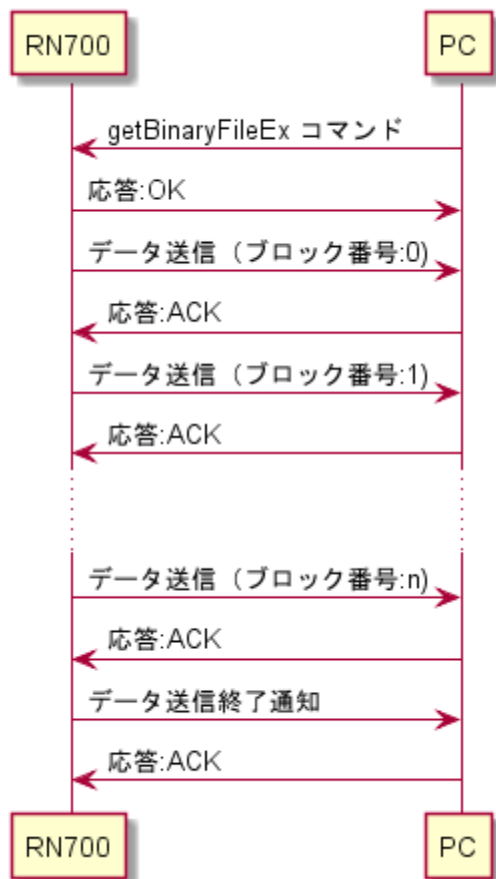 RN700 PC
getBinaryFileEx コマンド
応答:OK
データ送信（ブロック番号:0)
応答:ACK
データ送信（ブロック番号:1)
応答:ACK
データ送信（ブロック番号:n)
応答:ACK
データ送信終了通知
応答:ACK
RN700 PC